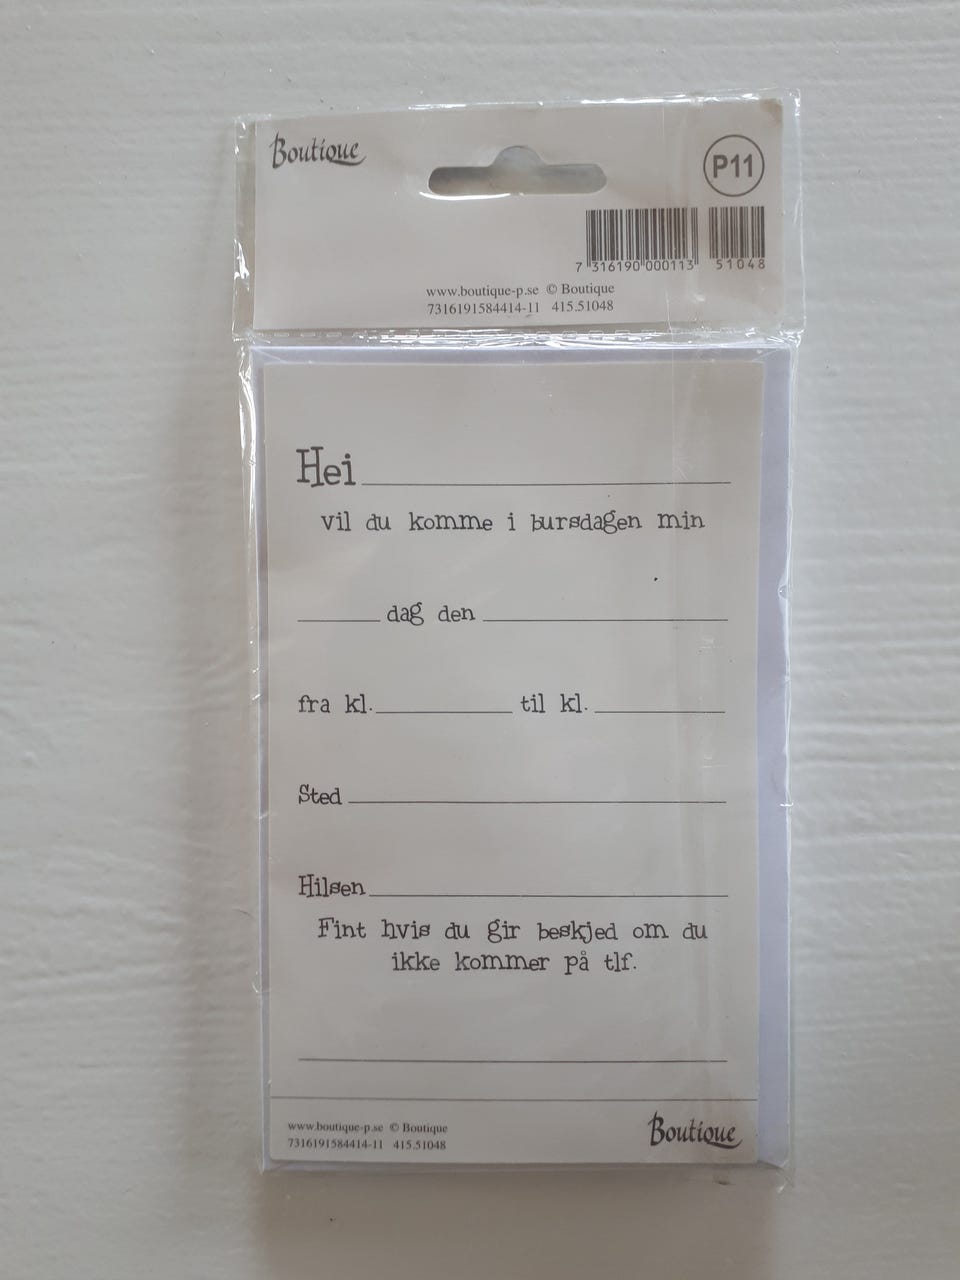 Boutique
P11
7 316190 000113 51048
www.boutique-p.se © Boutique
7316191584414-11 415.51048
Hei
vil du komme i bursdagen min
dag den
fra kl. til kl.
Sted
Hilsen
Fint hvis du gir beskjed om du
ikke kommer på tlf.
www.boutique-p.se © Boutique
7316191584414-11 415.51048
Boutique